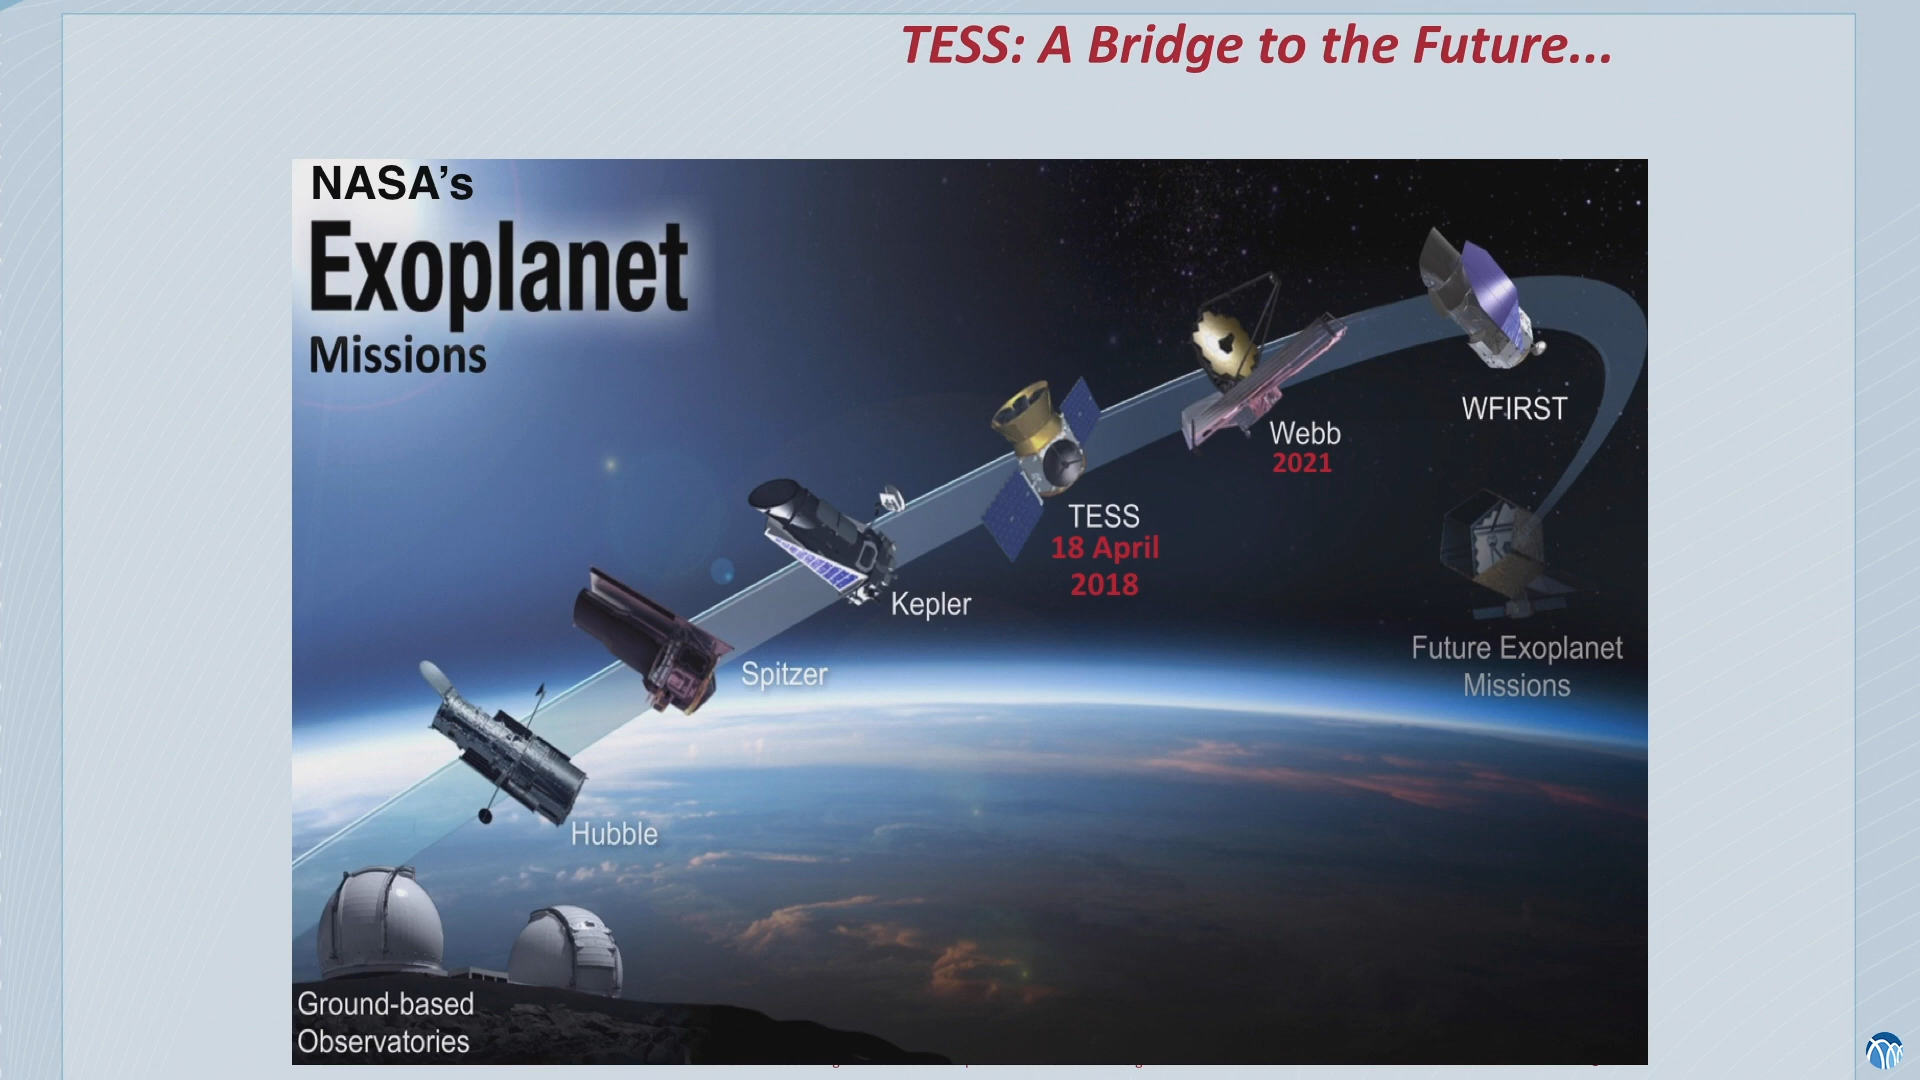 TESS: A Bridge to the Future...
NASA's
Exoplanet
Missions
WFIRST
Webb
2021
TESS
18 April
2018
Kepler
Future Exoplanet
Missions
Spitzer
Hubble
Ground-based
Observatories